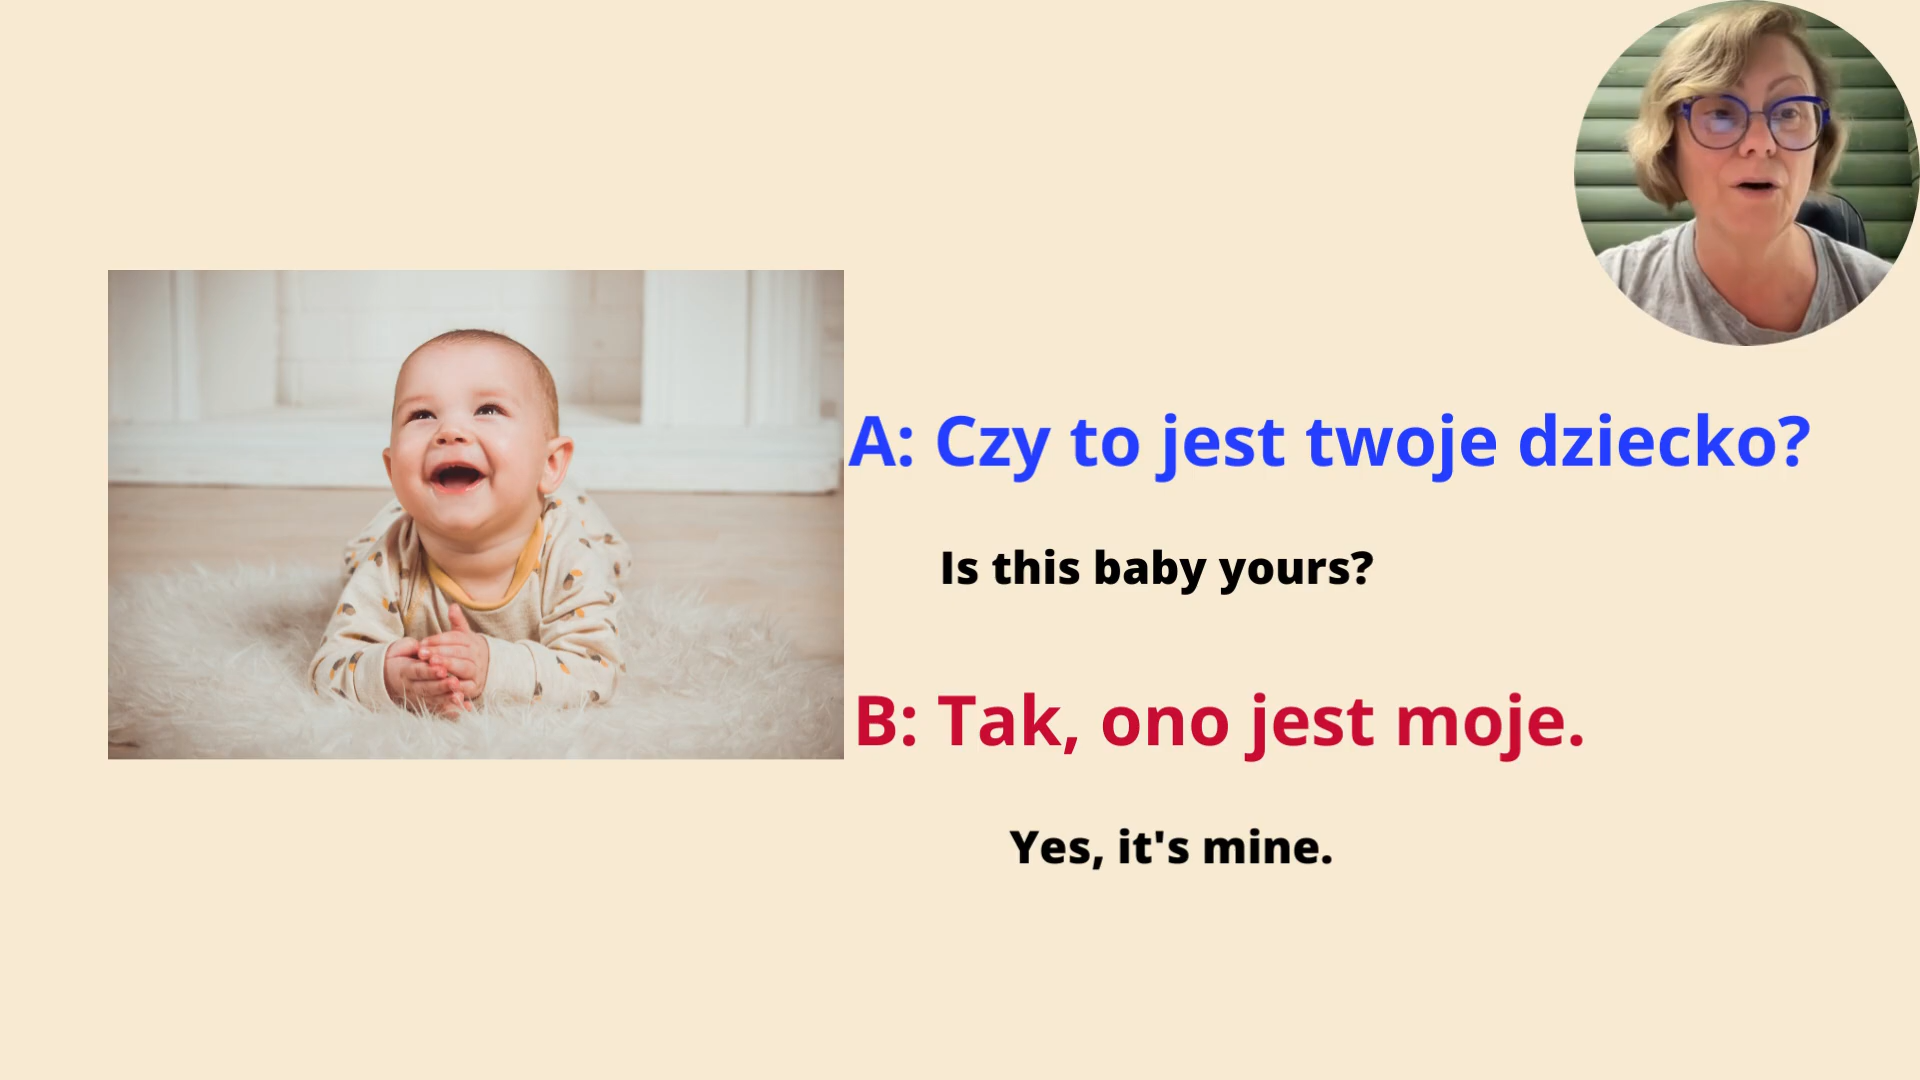 A: Czy to jest twoje dziecko?
Is this baby yours?
B: Tak, ono jest moje.
Yes, it's mine.